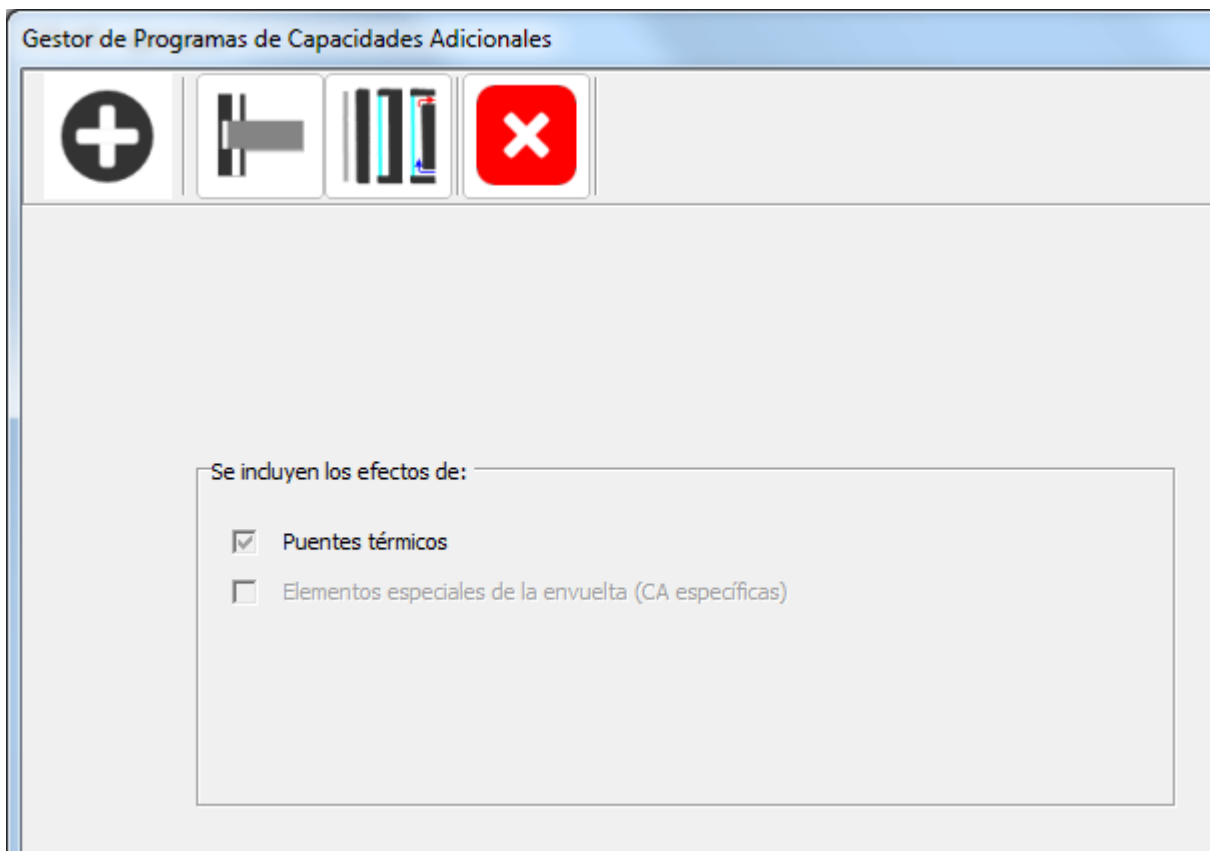 Gestor de Programas de Capacidades Adicionales
Se incluyen los efectos de:
Puentes térmicos
Elementos especiales de la envuelta (CA específicas)